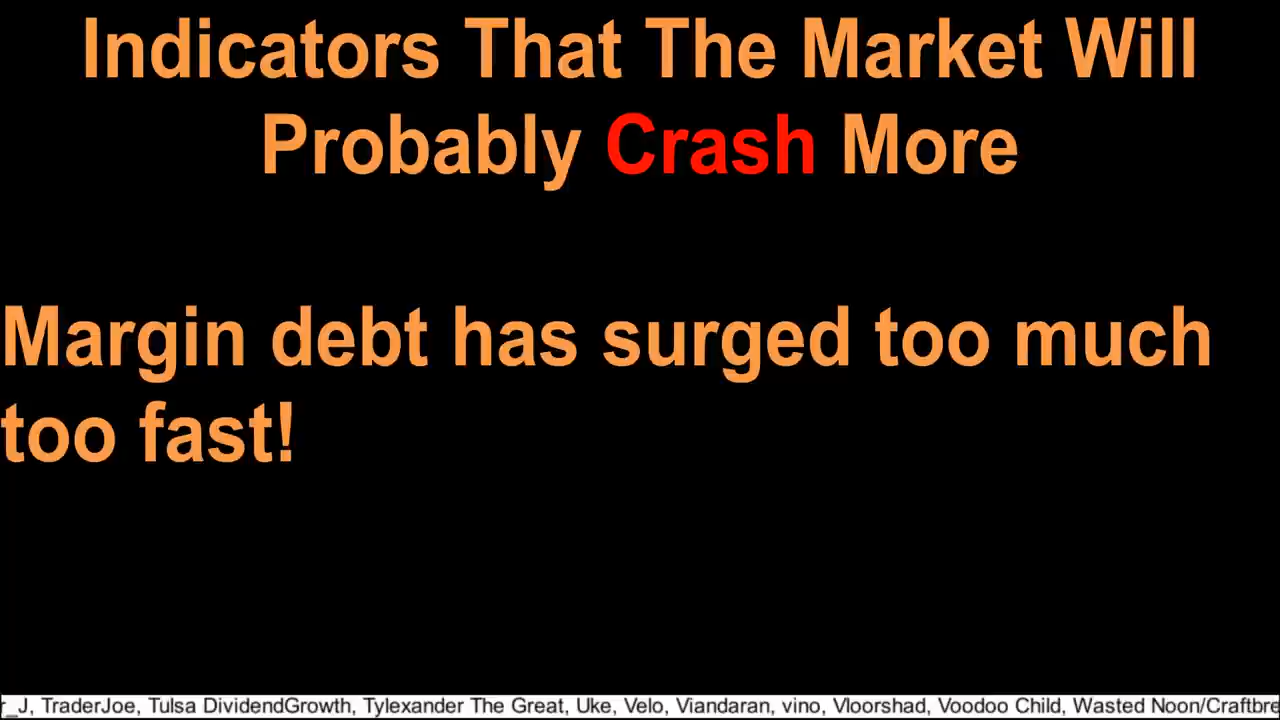 Indicators That The Market Will
Probably Crash More
Margin debt has surged too much
too fast!
r_J, TraderJoe, Tulsa DividendGrowth, Tylexander The Great, Uke, Velo, Viandaran, vino, Vloorshad, Voodoo Child, Wasted Noon/Craftbre